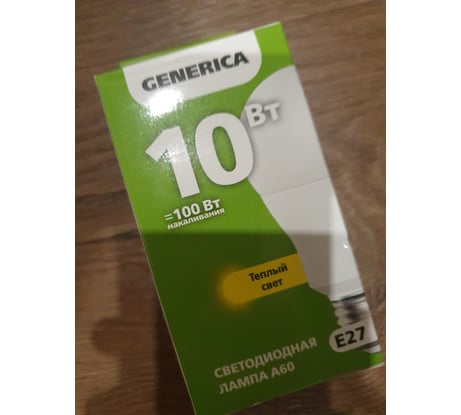 GENERICA
10 Вт
=100 Вт
накаливания
Теплый
свет
E27
СВЕТОДИОДНАЯ
ЛАМПА А60